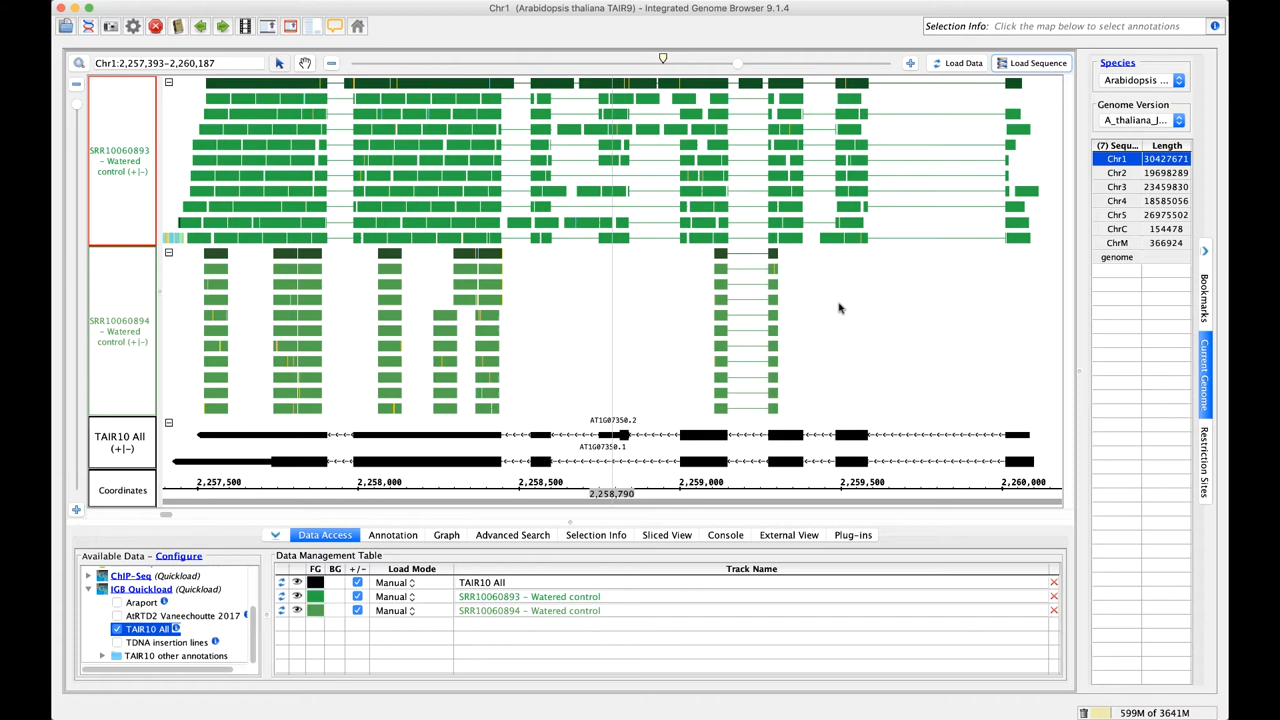 Chr1 (Arabidopsis thaliana TAIR9) - Integrated Genome Browser 9.1.4
Selection Info: Click the map below to select annotations
Chr1:2,257,393-2,260,187
Load Data
Load Sequence
SRR10060893
- Watered
control (+|-)
SRR10060894
- Watered
control (+|-)
AT1G07350.2
AT1G07350.1
TAIR10 All
(+|-)
Coordinates
2,257,500 2,258,000 2,258,500 2,259,000 2,259,500 2,260,000
2,258,790
Species
Arabidopsis ...
Genome Version
A_thaliana_J...
(7) Sequ... Length
Chr1 30427671
Chr2 19698289
Chr3 23459830
Chr4 18585056
Chr5 26975502
ChrC 154478
ChrM 366924
genome
Bookmarks
Current Genome
Restriction Sites
Data Access Annotation Graph Advanced Search Selection Info Sliced View Console External View Plug-ins
Available Data - Configure
ChIP-Seq (Quickload)
IGB Quickload (Quickload)
Araport
AtRTD2 Vaneechoutte 2017
TAIR10 All
TDNA insertion lines
TAIR10 other annotations
Data Management Table
FG BG +/- Load Mode Track Name
Manual TAIR10 All
Manual SRR10060893 - Watered control
Manual SRR10060894 - Watered control
599M of 3641M